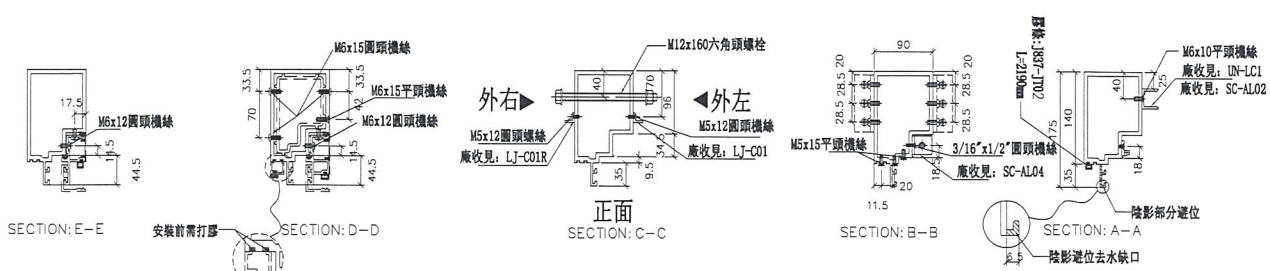 17.5
M6x12圓頭機絲
14.5
44.5
SECTION: E-E
M6x15圓頭機絲
33.5
33.5
M6x15平頭機絲
42
70
M6x12圓頭機絲
14.5
44.5
SECTION: D-D
安裝前需打膠
M12x160六角頭螺栓
40
70
96
外右
外左
M5x12圓頭螺絲
廠收見: LJ-C01R
M5x12圓頭機絲
廠收見: LJ-C01
34.5
9.5
35
正面
SECTION: C-C
90
20
20
28.5
28.5
28.5
28.5
M5x15平頭機絲
3/16"x1/2"圓頭機絲
18.5
廠收見: SC-AL04
20
11.5
SECTION: B-B
膠條: J837-JT702
L=2190mm
M6x10平頭機絲
廠收見: UN-LC1
廠收見: SC-AL02
40
25
175
140
35
陰影部分避位
SECTION: A-A
陰影避位去水缺口
6.5